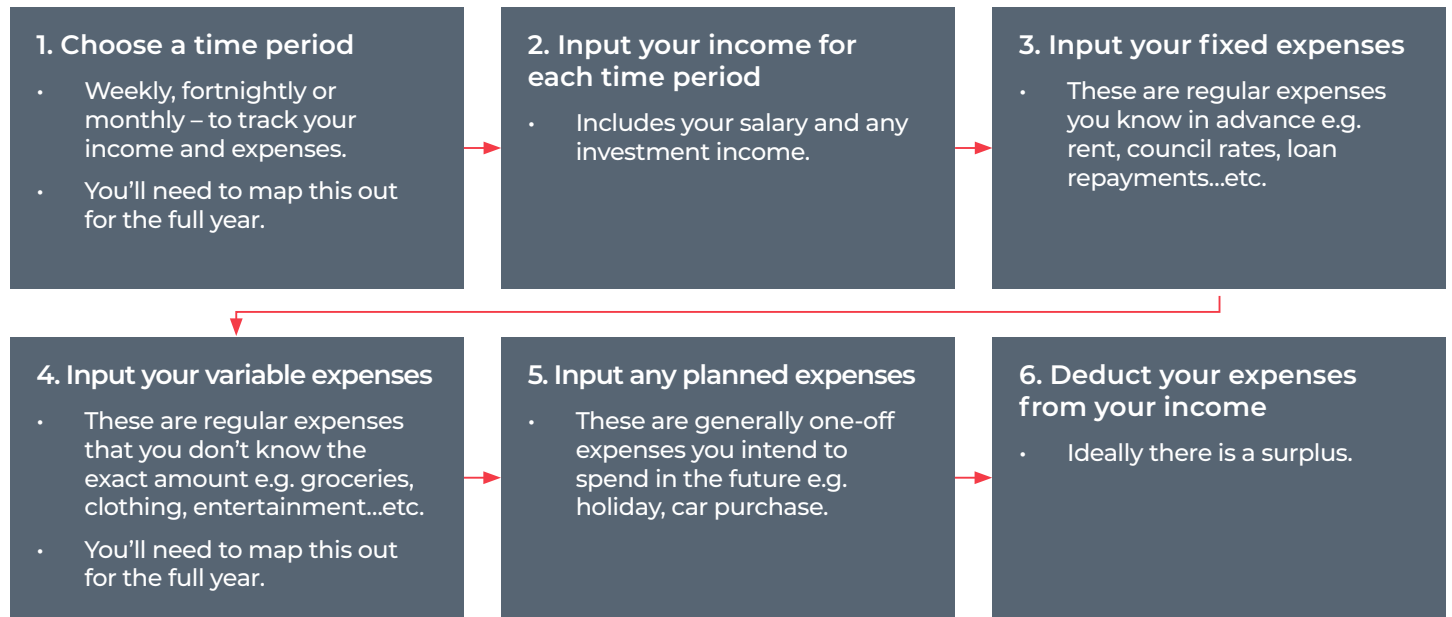 1. Choose a time period
• Weekly, fortnightly or
monthly – to track your
income and expenses.
• You’ll need to map this out
for the full year.
2. Input your income for
each time period
• Includes your salary and any
investment income.
3. Input your fixed expenses
• These are regular expenses
you know in advance e.g.
rent, council rates, loan
repayments...etc.
4. Input your variable expenses
• These are regular expenses
that you don’t know the
exact amount e.g. groceries,
clothing, entertainment...etc.
• You’ll need to map this out
for the full year.
5. Input any planned expenses
• These are generally one-off
expenses you intend to
spend in the future e.g.
holiday, car purchase.
6. Deduct your expenses
from your income
• Ideally there is a surplus.